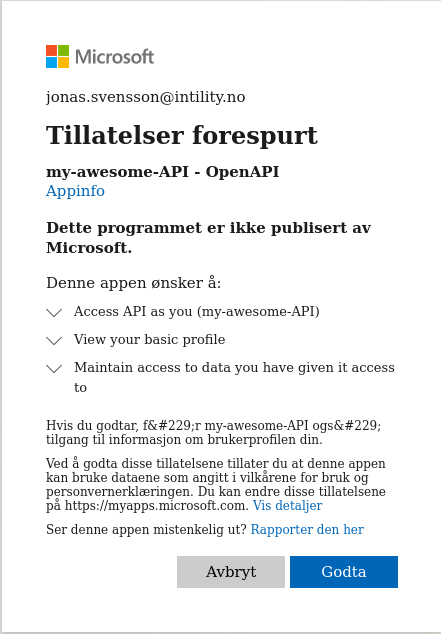 Microsoft
jonas.svensson@intility.no
Tillatelser forespurt
my-awesome-API - OpenAPI
Appinfo
Dette programmet er ikke publisert av
Microsoft.
Denne appen ønsker å:
Access API as you (my-awesome-API)
View your basic profile
Maintain access to data you have given it access
to
Hvis du godtar, f&#229;r my-awesome-API ogs&#229;
tilgang til informasjon om brukerprofilen din.
Ved å godta disse tillatelsene tillater du at denne appen
kan bruke dataene som angitt i vilkårene for bruk og
personvernerklæringen. Du kan endre disse tillatelsene
på https://myapps.microsoft.com. Vis detaljer
Ser denne appen mistenkelig ut? Rapporter den her
Avbryt
Godta